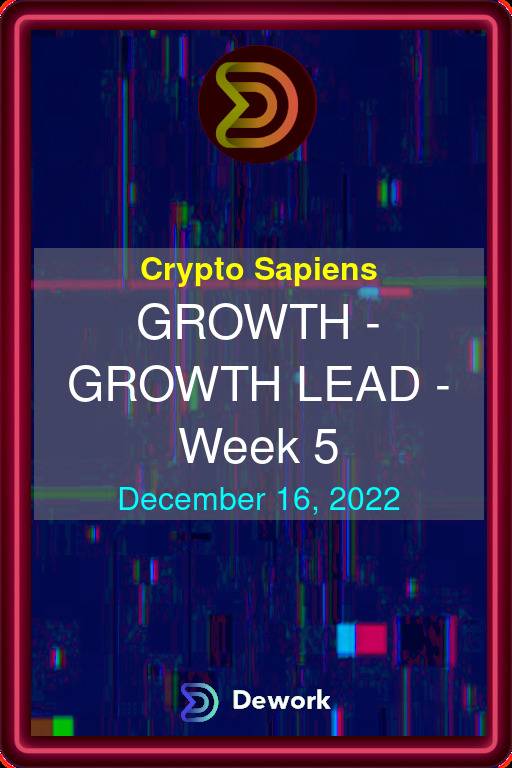 Crypto Sapiens
GROWTH -
GROWTH LEAD -
Week 5
December 16, 2022
Dework